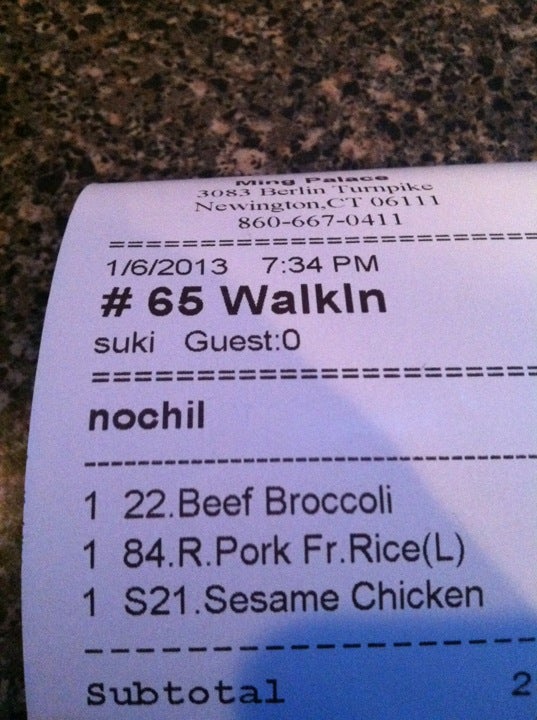 Ming Palace
3083 Berlin Turnpike
Newington,CT 06111
860-667-0411
==================================
1/6/2013 7:34 PM
# 65 WalkIn
suki Guest:0
==================================
nochil
----------------------------------
1 22.Beef Broccoli
1 84.R.Pork Fr.Rice(L)
1 S21.Sesame Chicken
----------------------------------
Subtotal 2